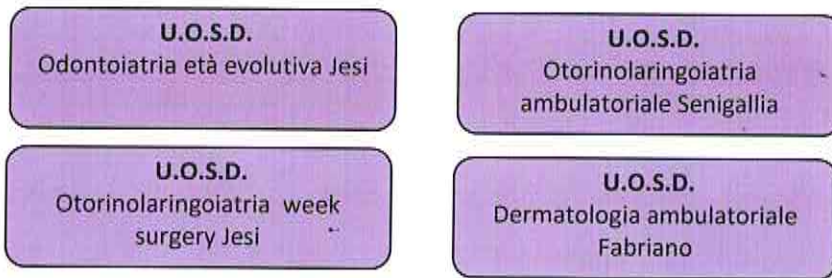 U.O.S.D.
Odontoiatria età evolutiva Jesi
U.O.S.D.
Otorinolaringoiatria
ambulatoriale Senigallia
U.O.S.D.
Otorinolaringoiatria week
surgery Jesi
U.O.S.D.
Dermatologia ambulatoriale
Fabriano